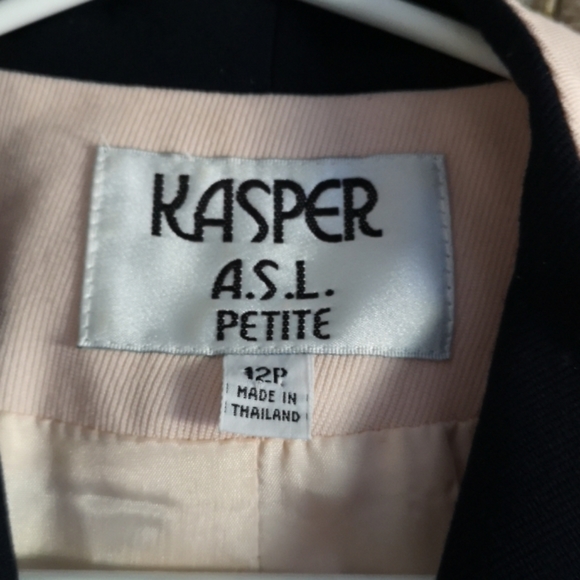 KASPER
A.S.L.
PETITE
12P
MADE IN
THAILAND